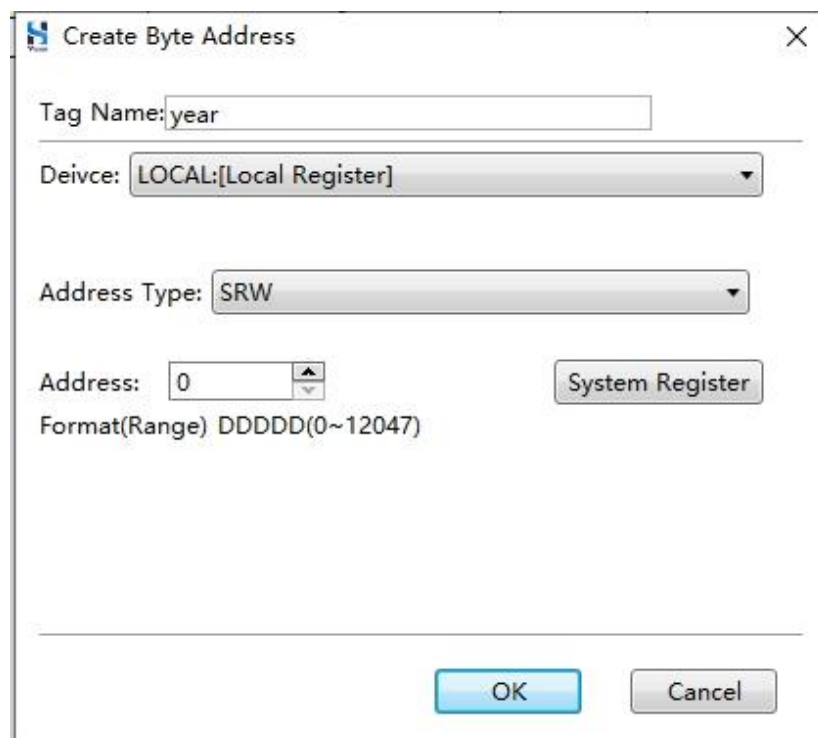 Create Byte Address
Tag Name: year
Deivce: LOCAL:[Local Register]
Address Type: SRW
Address: 0 System Register
Format(Range) DDDDD(0~12047)
OK Cancel